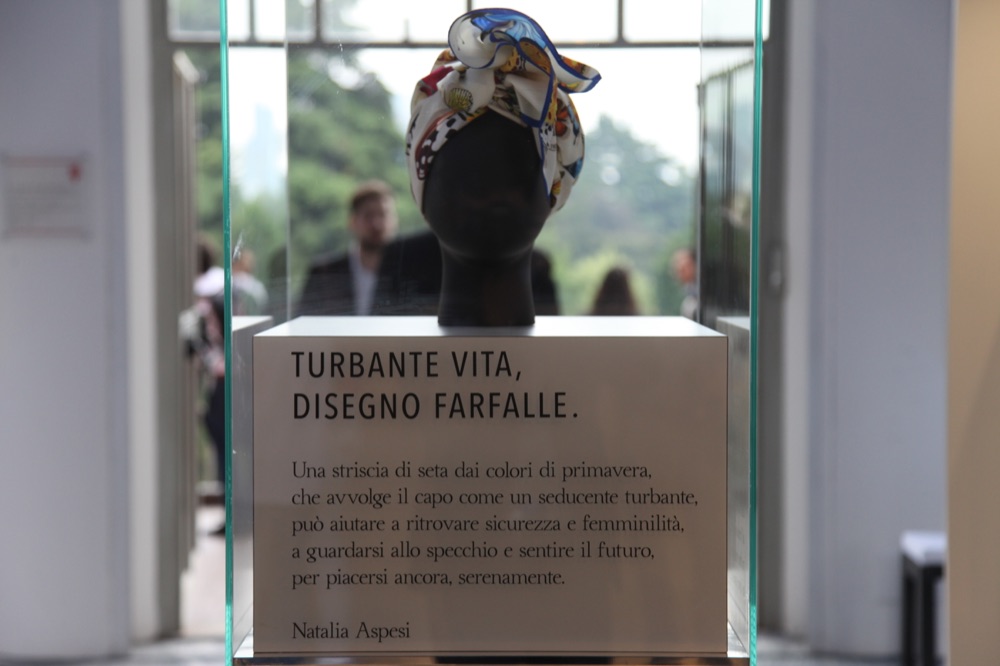 TURBANTE VITA,
DISEGNO FARFALLE.
Una striscia di seta dai colori di primavera,
che avvolge il capo come un seducente turbante,
può aiutare a ritrovare sicurezza e femminilità,
a guardarsi allo specchio e sentire il futuro,
per piacersi ancora, serenamente.
Natalia Aspesi